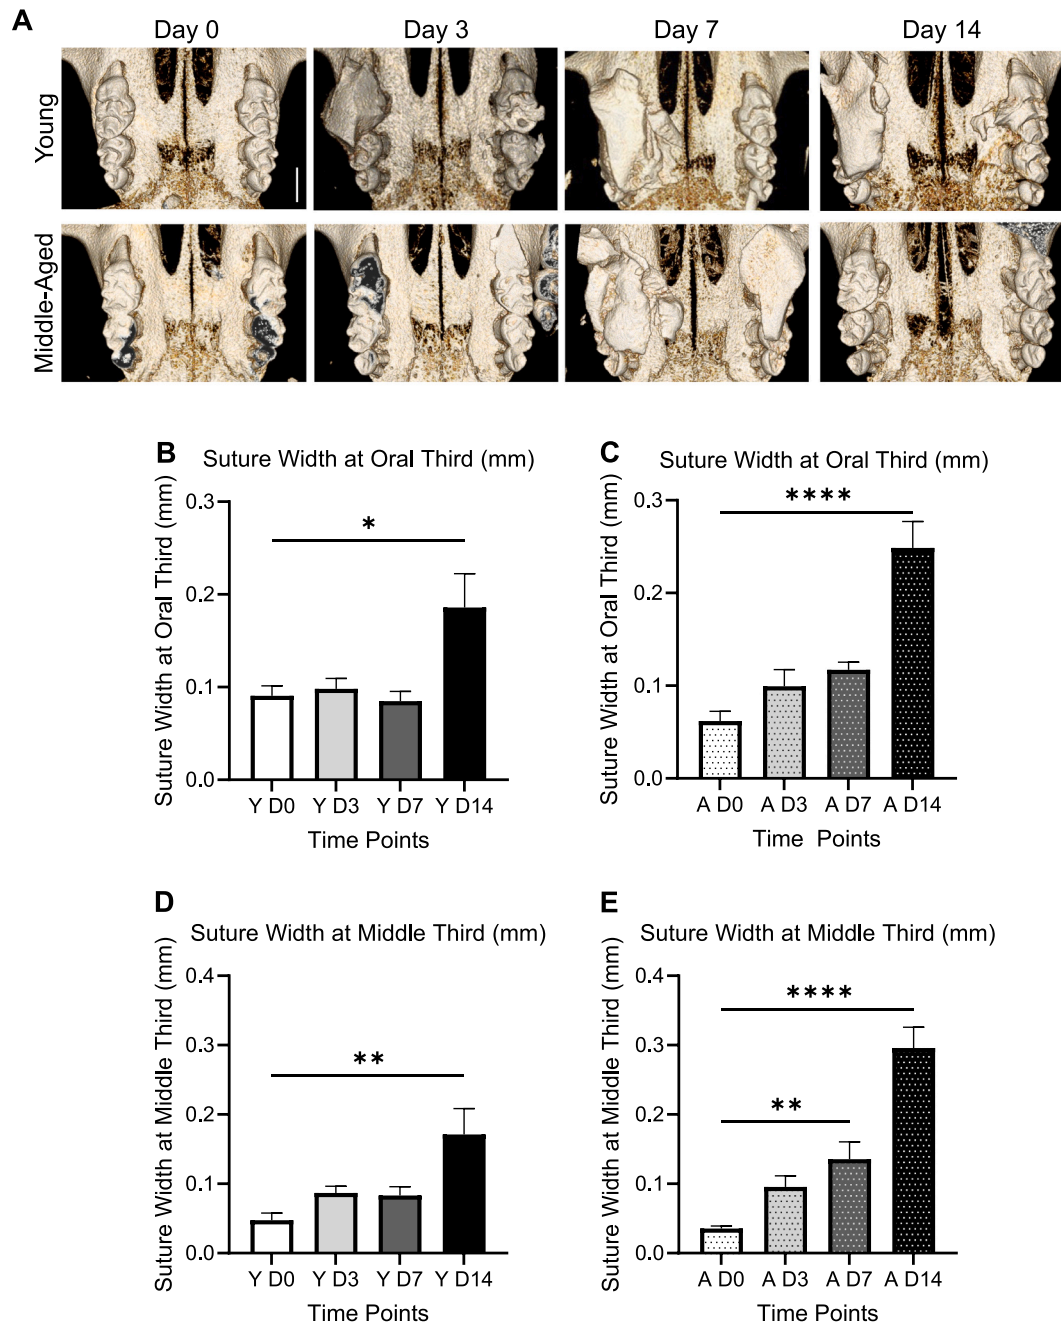 A
Day 0 Day 3 Day 7 Day 14
Young
Middle-Aged
B
Suture Width at Oral Third (mm)
Suture Width at Oral Third (mm)
0.3
0.2
0.1
0.0
*
Y D0 Y D3 Y D7 Y D14
Time Points
C
Suture Width at Oral Third (mm)
Suture Width at Oral Third (mm)
0.3
0.2
0.1
0.0
****
A D0 A D3 A D7 A D14
Time Points
D
Suture Width at Middle Third (mm)
Suture Width at Middle Third (mm)
0.4
0.3
0.2
0.1
0.0
**
Y D0 Y D3 Y D7 Y D14
Time Points
E
Suture Width at Middle Third (mm)
Suture Width at Middle Third (mm)
0.4
0.3
0.2
0.1
0.0
****
**
A D0 A D3 A D7 A D14
Time Points